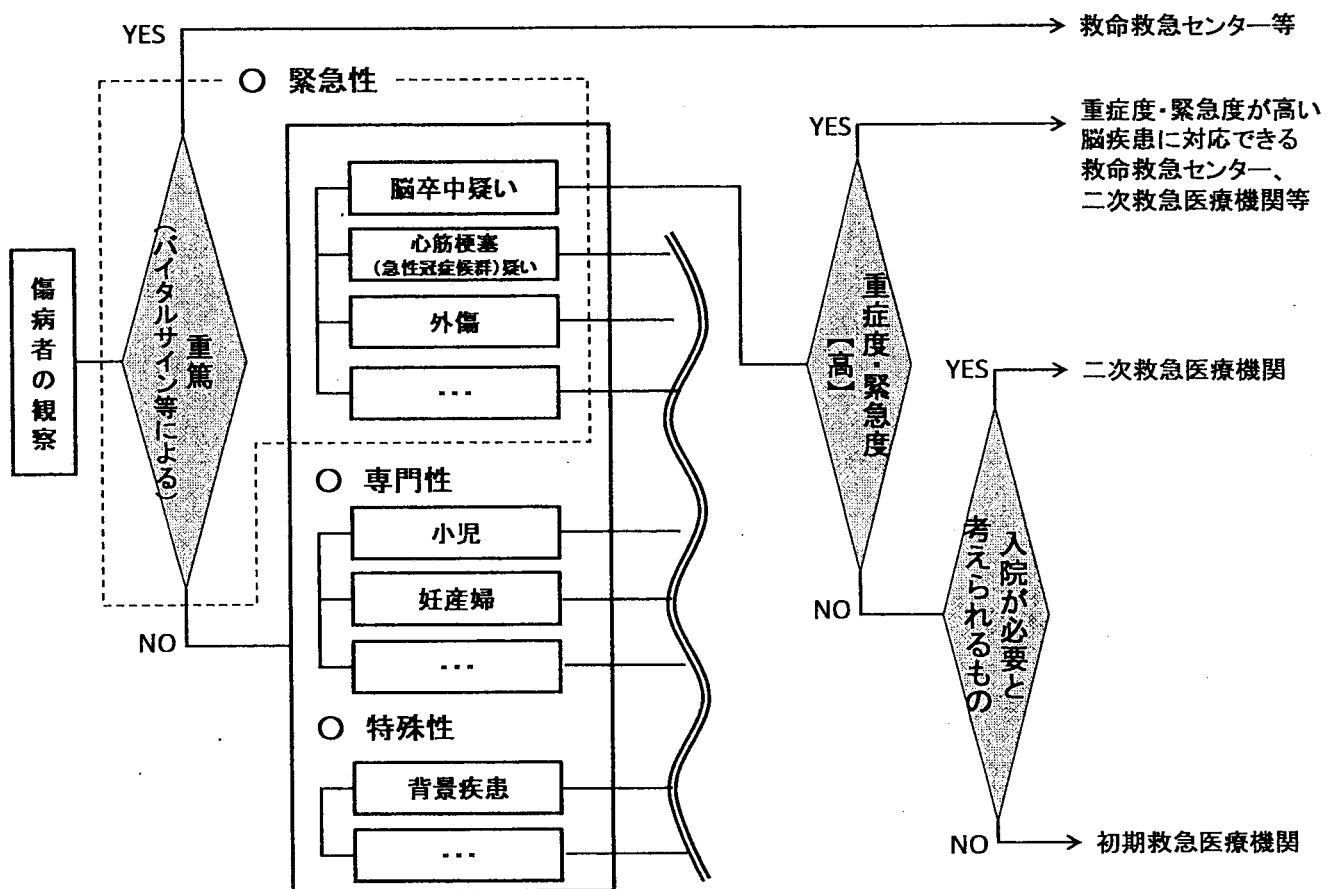 YES
救命救急センター等
○ 緊急性
YES
重症度・緊急度が高い
脳疾患に対応できる
救命救急センター、
二次救急医療機関等
脳卒中疑い
心筋梗塞
(急性冠症候群)疑い
外傷
・・・
傷病者の観察
重篤
(バイタルサイン等による)
重症度・緊急度
【高】
YES
二次救急医療機関
○ 専門性
小児
妊産婦
・・・
NO
NO
入院が必要と
考えられるもの
○ 特殊性
背景疾患
・・・
NO
初期救急医療機関